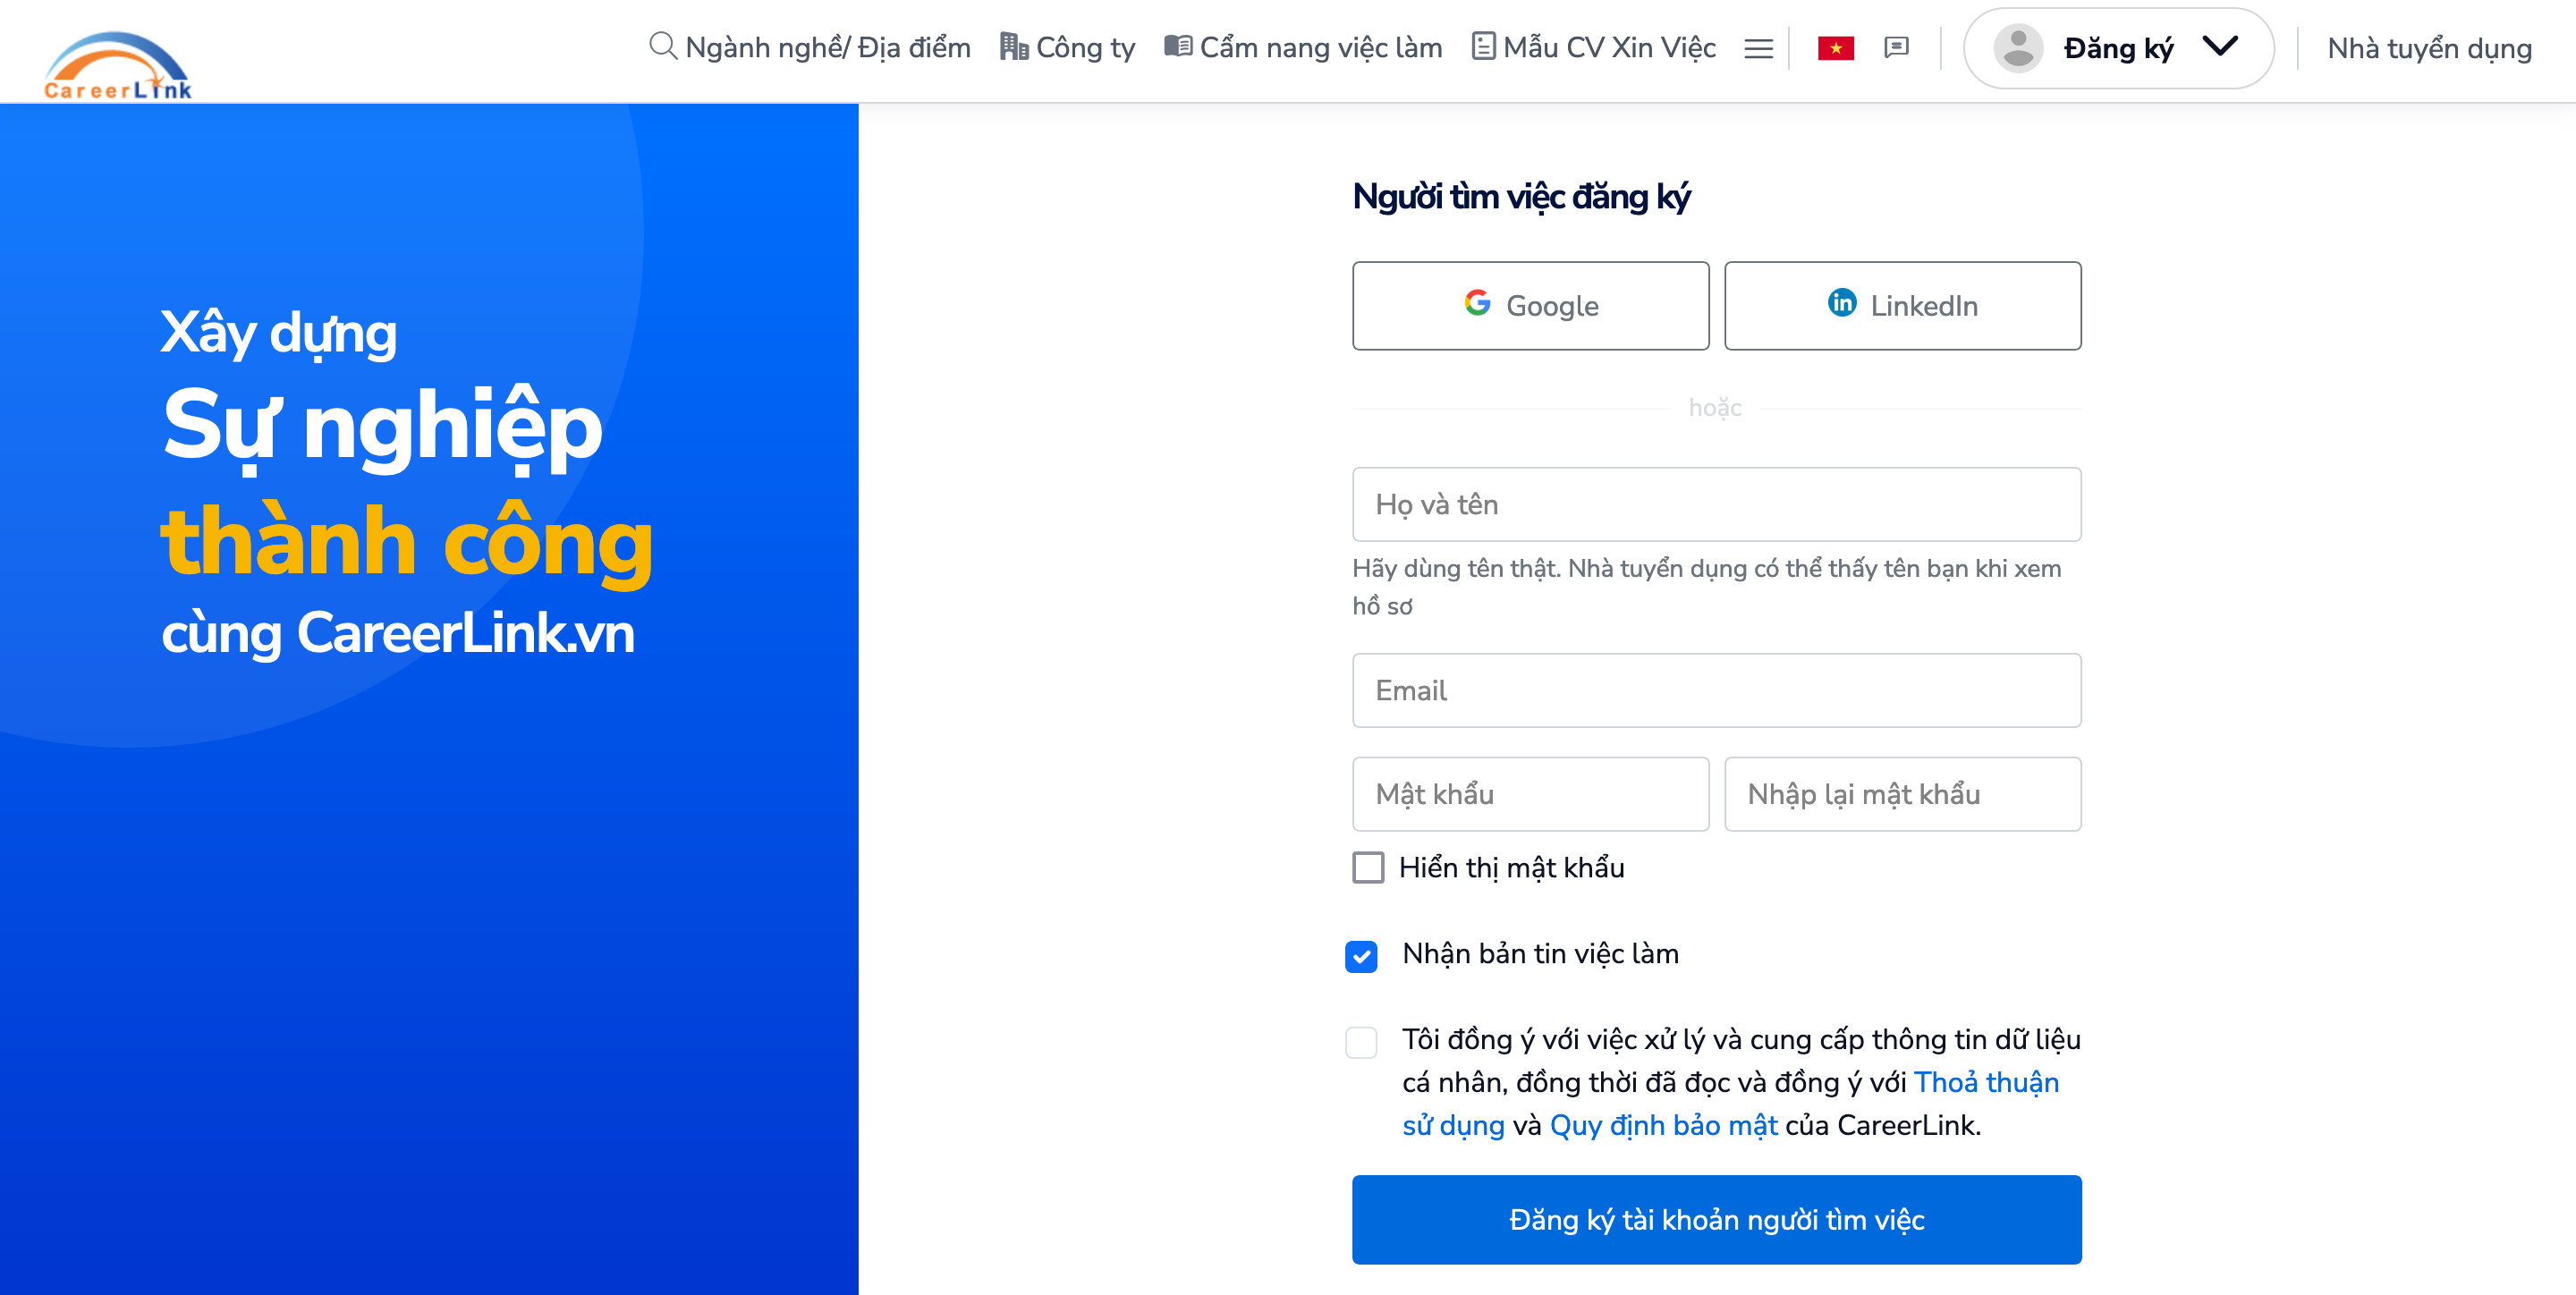 CareerLink
Ngành nghề/ Địa điểm
Công ty
Cẩm nang việc làm
Mẫu CV Xin Việc
Đăng ký
Nhà tuyển dụng
Xây dựng
Sự nghiệp
thành công
cùng CareerLink.vn
Người tìm việc đăng ký
Google
LinkedIn
hoặc
Họ và tên
Hãy dùng tên thật. Nhà tuyển dụng có thể thấy tên bạn khi xem
hồ sơ
Email
Mật khẩu
Nhập lại mật khẩu
Hiển thị mật khẩu
Nhận bản tin việc làm
Tôi đồng ý với việc xử lý và cung cấp thông tin dữ liệu
cá nhân, đồng thời đã đọc và đồng ý với Thoả thuận
sử dụng và Quy định bảo mật của CareerLink.
Đăng ký tài khoản người tìm việc